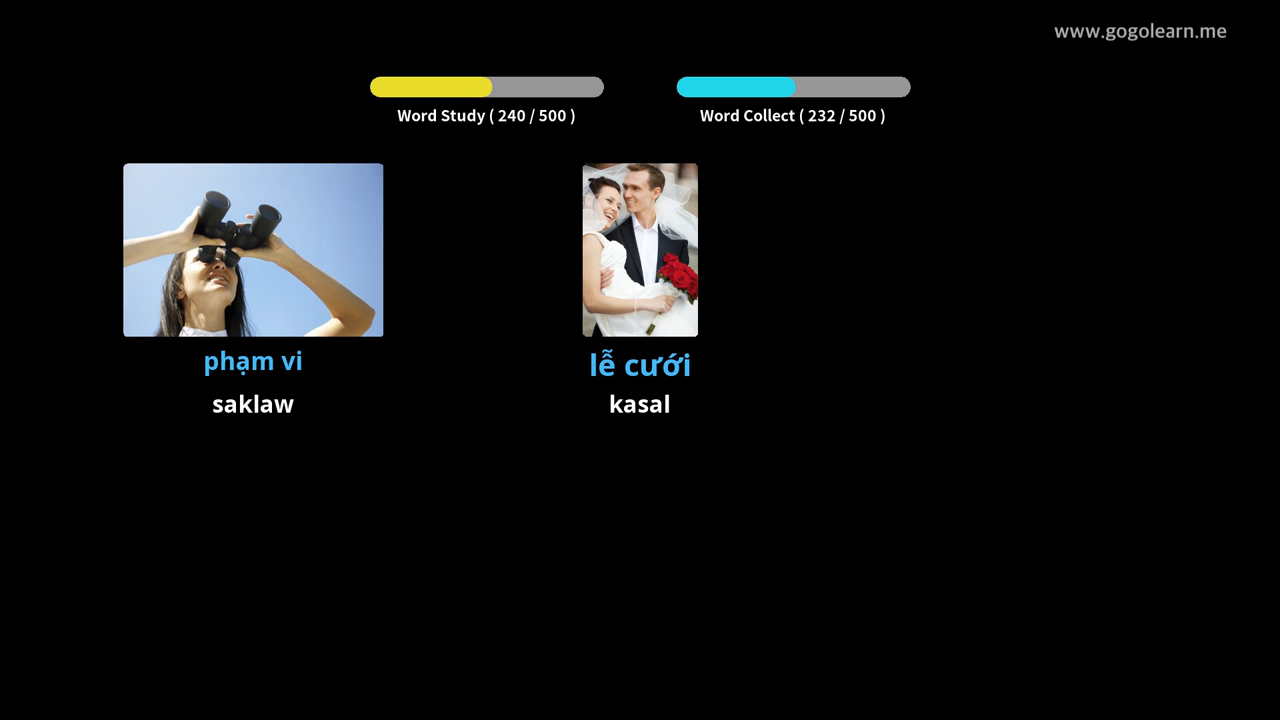 www.gogolearn.me
Word Study ( 240 / 500 )
Word Collect ( 232 / 500 )
phạm vi
saklaw
lễ cưới
kasal